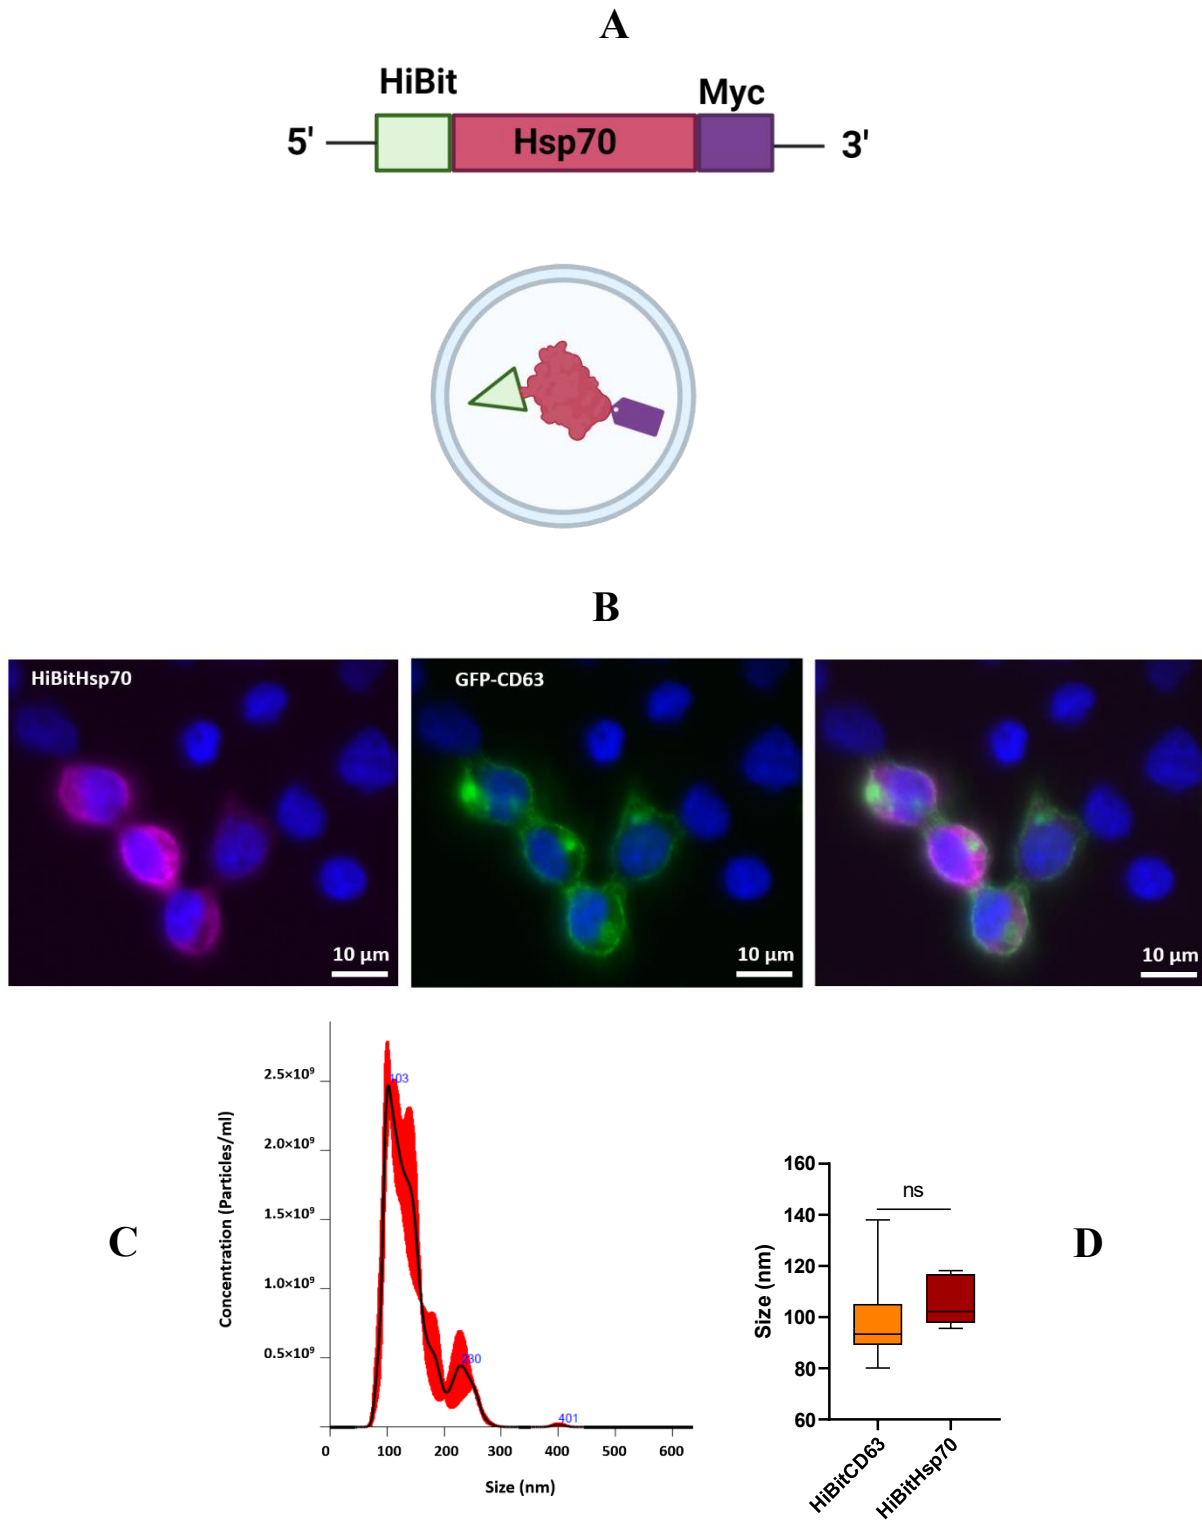 A
HiBit
Myc
5'
Hsp70
3'
B
HiBitHsp70
GFP-CD63
10 µm
10 µm
10 µm
C
Concentration (Particles/ml)
2.5×10⁹
2.0×10⁹
1.5×10⁹
1.0×10⁹
0.5×10⁹
103
230
401
0
100
200
300
400
500
600
Size (nm)
D
Size (nm)
160
140
120
100
80
60
ns
HiBitCD63
HiBitHsp70